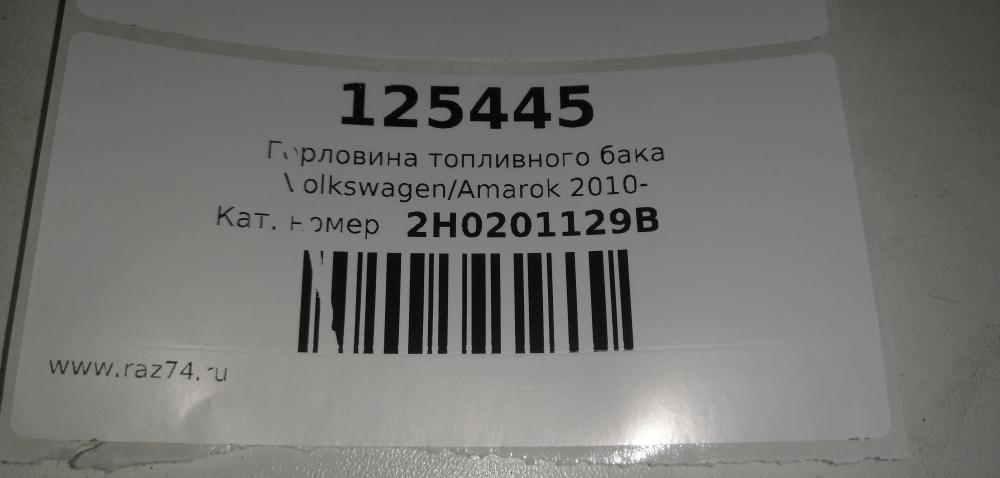 125445
Горловина топливного бака
Volkswagen/Amarok 2010-
Кат. номер 2H0201129B
www.raz74.ru